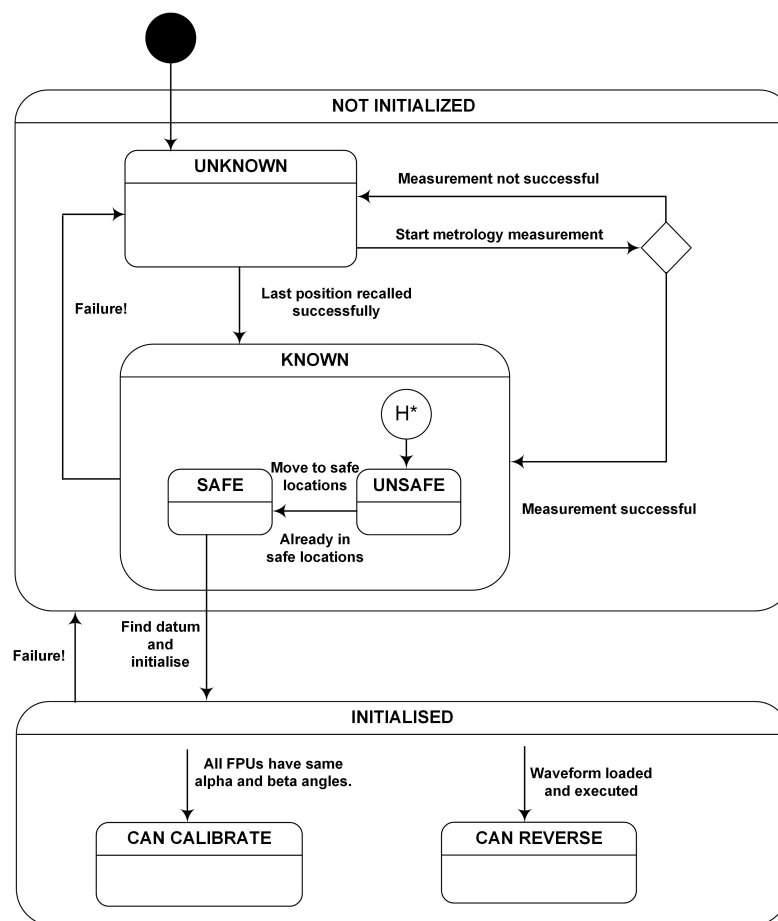 NOT INITIALIZED
UNKNOWN
Measurement not successful
Start metrology measurement
Last position recalled
successfully
Failure!
KNOWN
H*
Move to safe
locations
SAFE
UNSAFE
Already in
safe locations
Measurement successful
Find datum
and
initialise
Failure!
INITIALISED
All FPUs have same
alpha and beta angles.
Waveform loaded
and executed
CAN CALIBRATE
CAN REVERSE